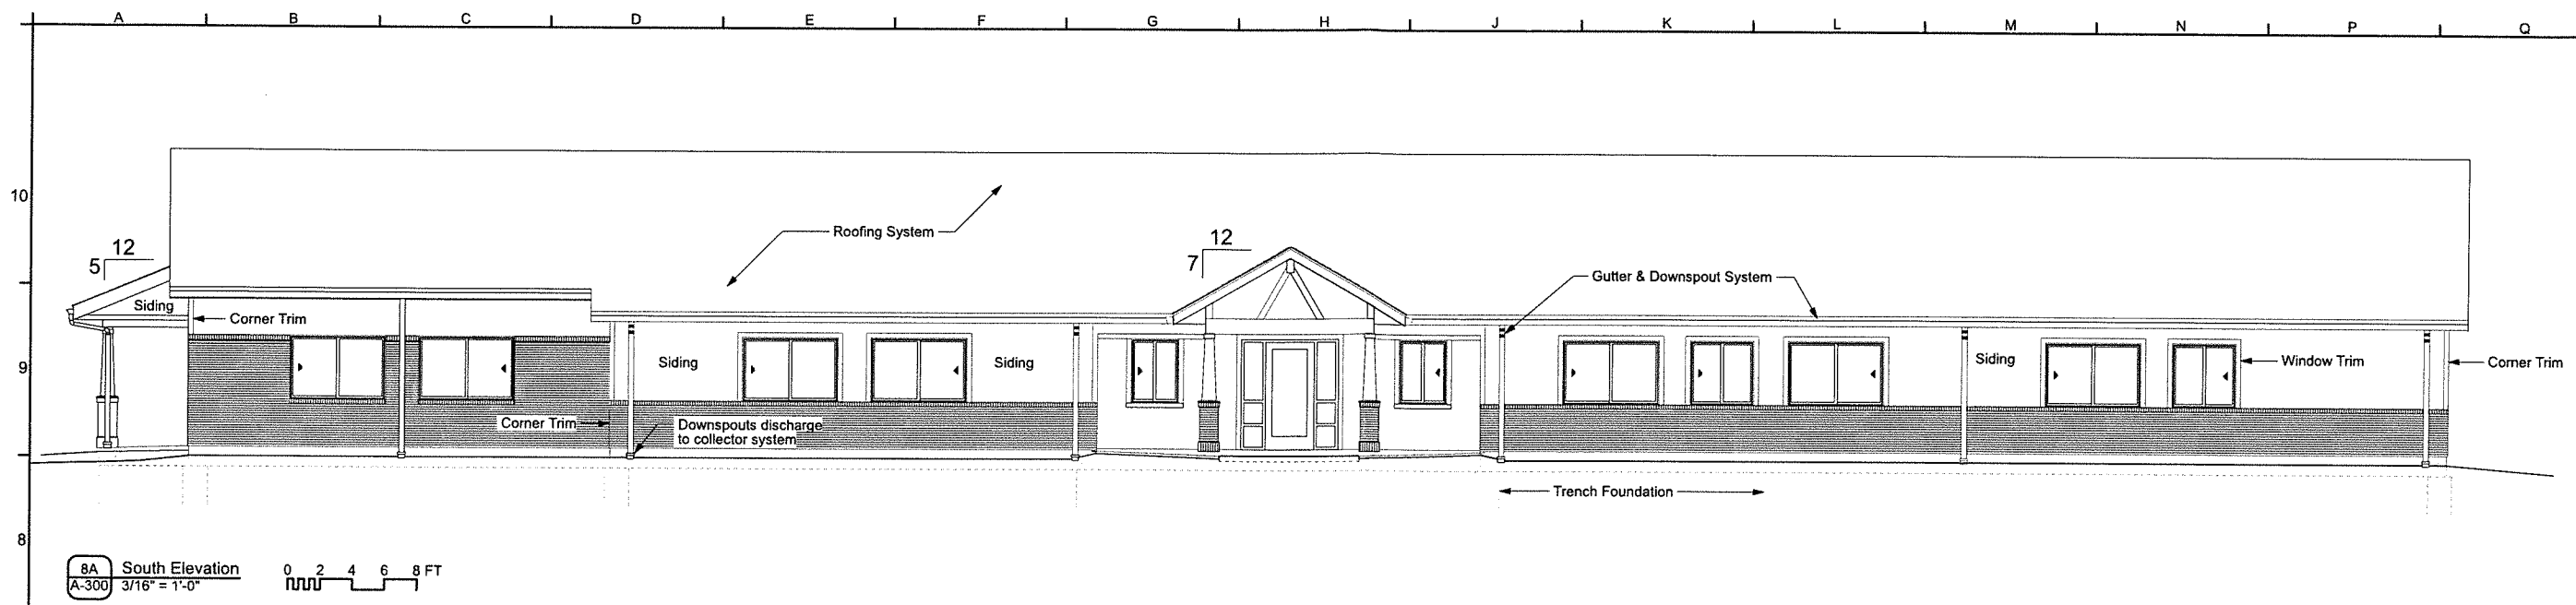 A B C D E F G H J K L M N P Q
10
Roofing System
12
5
12
7
Gutter & Downspout System
Siding
Corner Trim
9
Siding
Siding
Siding
Window Trim
Corner Trim
Corner Trim
Downspouts discharge
to collector system
Trench Foundation
8
8A South Elevation
A-300 3/16" = 1'-0"
0 2 4 6 8 FT